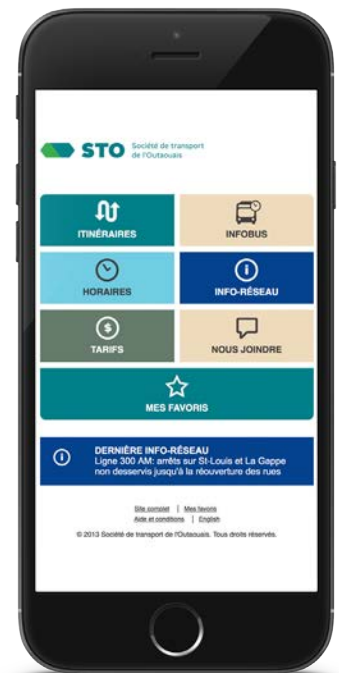 STO Société de transport
de l'Outaouais
ITINÉRAIRES
INFOBUS
HORAIRES
INFO-RÉSEAU
TARIFS
NOUS JOINDRE
MES FAVORIS
DERNIÈRE INFO-RÉSEAU
Ligne 300 AM: arrêts sur St-Louis et La Gappe
non desservis jusqu'à la réouverture des rues
Site complet | Mes favoris
Aide et conditions | English
© 2013 Société de transport de l'Outaouais. Tous droits réservés.